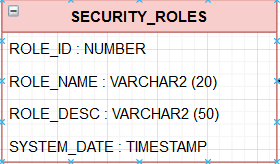 SECURITY_ROLES
ROLE_ID : NUMBER
ROLE_NAME : VARCHAR2 (20)
ROLE_DESC : VARCHAR2 (50)
SYSTEM_DATE : TIMESTAMP